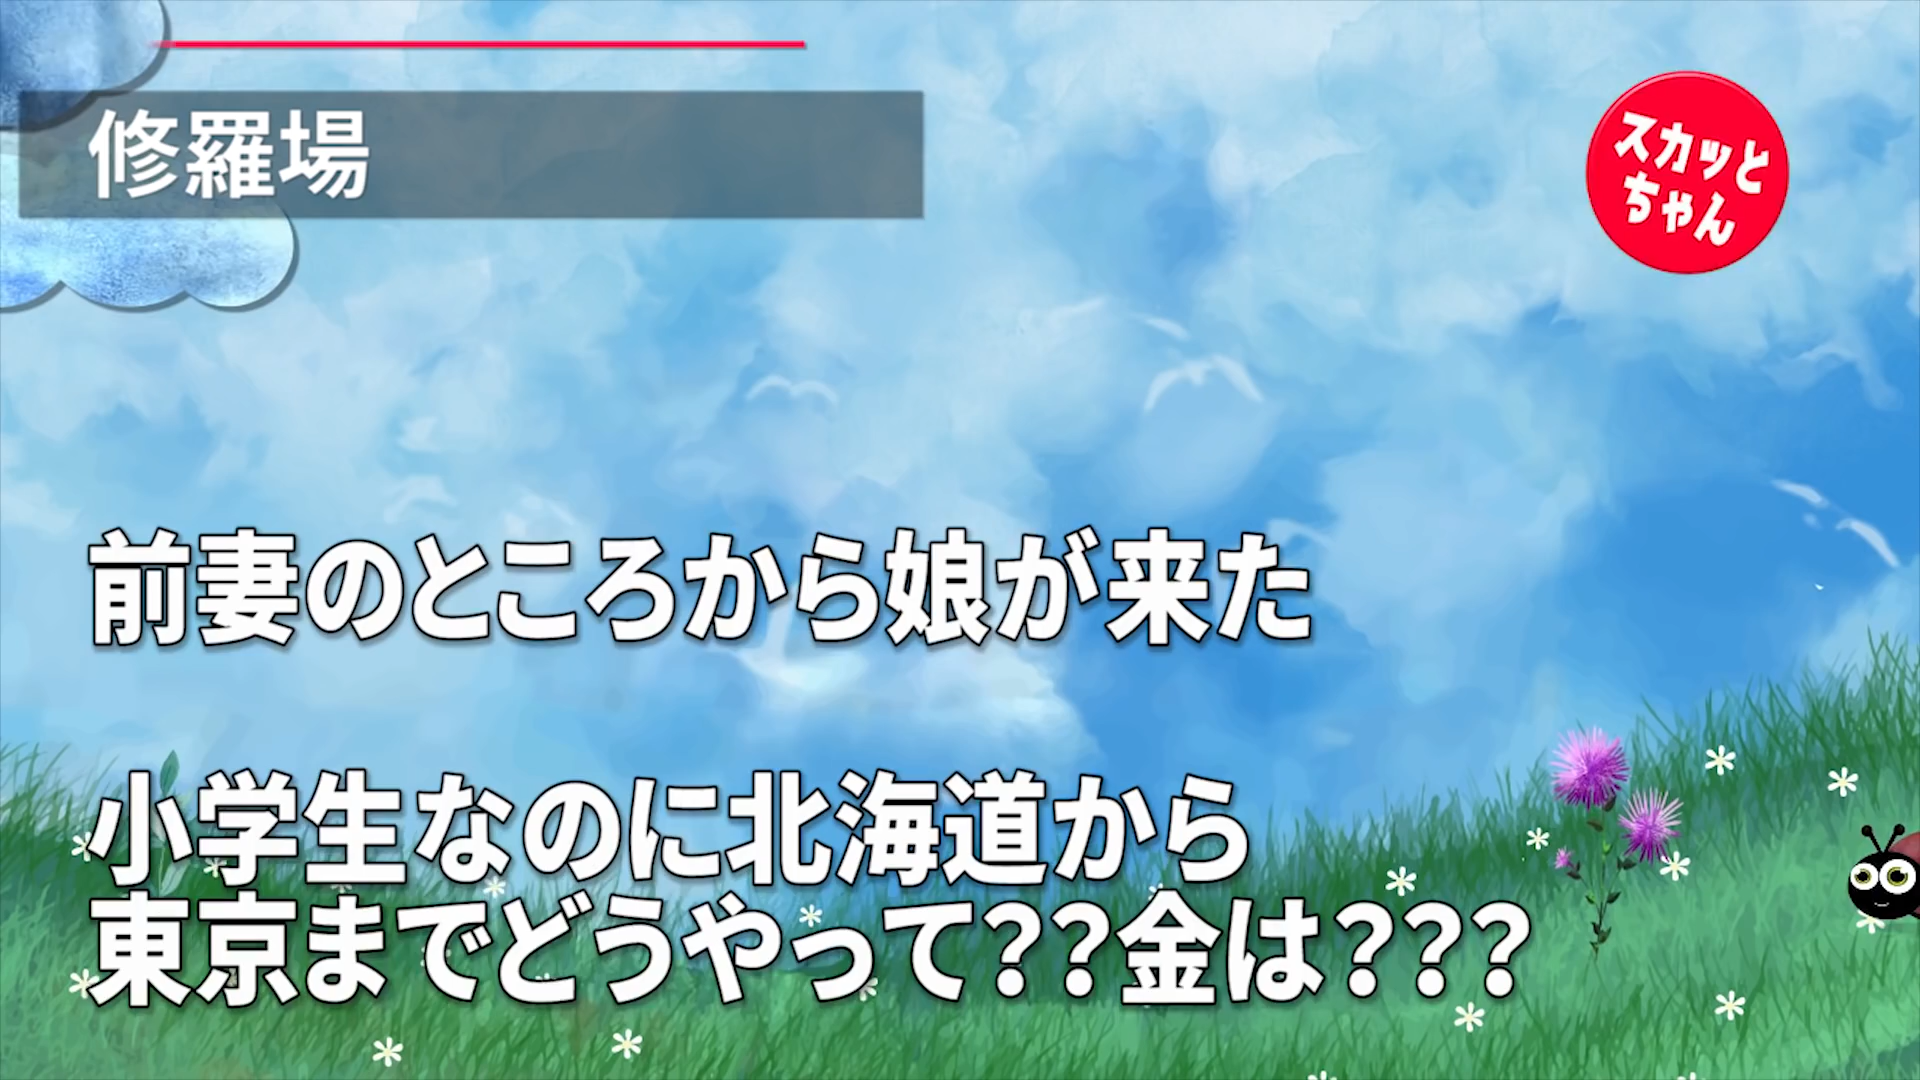 修羅場
スカッと
ちゃん
前妻のところから娘が来た
小学生なのに北海道から
東京までどうやって??金は???